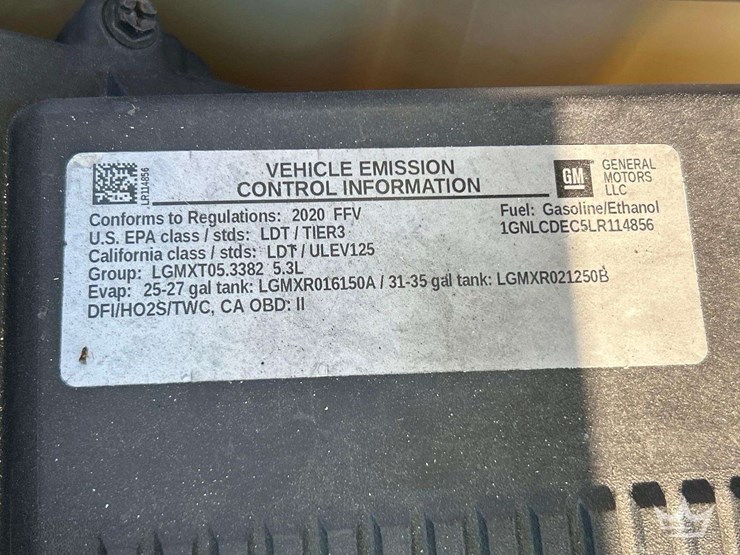 LR114856
VEHICLE EMISSION
CONTROL INFORMATION
GM
GENERAL
MOTORS
LLC
Conforms to Regulations: 2020 FFV
Fuel: Gasoline/Ethanol
U.S. EPA class / stds: LDT / TIER3
1GNLCDEC5LR114856
California class / stds: LDT / ULEV125
Group: LGMXT05.3382 5.3L
Evap: 25-27 gal tank: LGMXR016150A / 31-35 gal tank: LGMXR021250B
DFI/HO2S/TWC, CA OBD: II